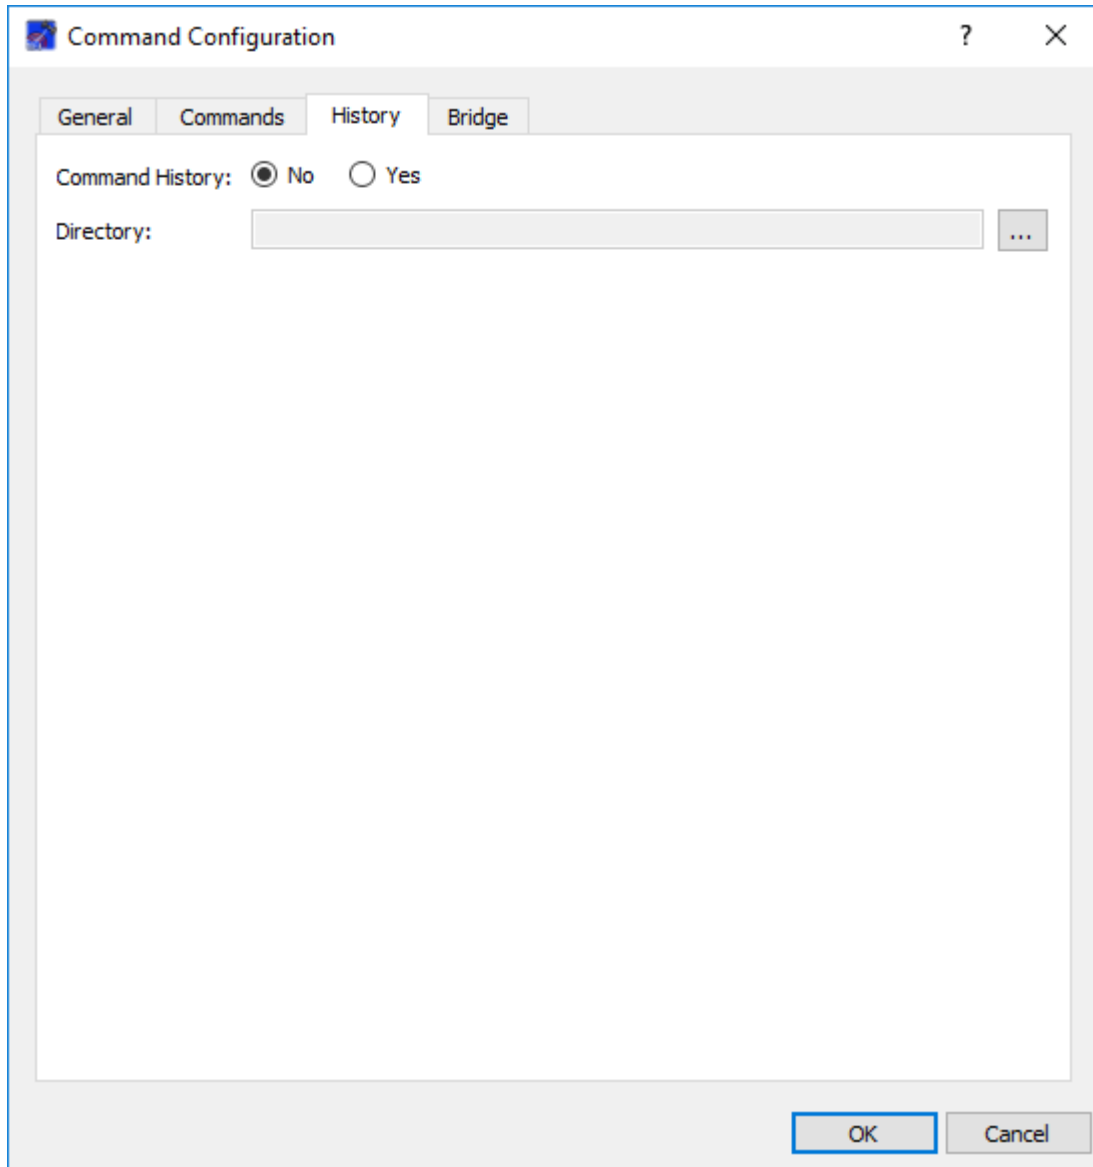 Command Configuration ?
General Commands History Bridge
Command History: No Yes
Directory: ...
OK Cancel